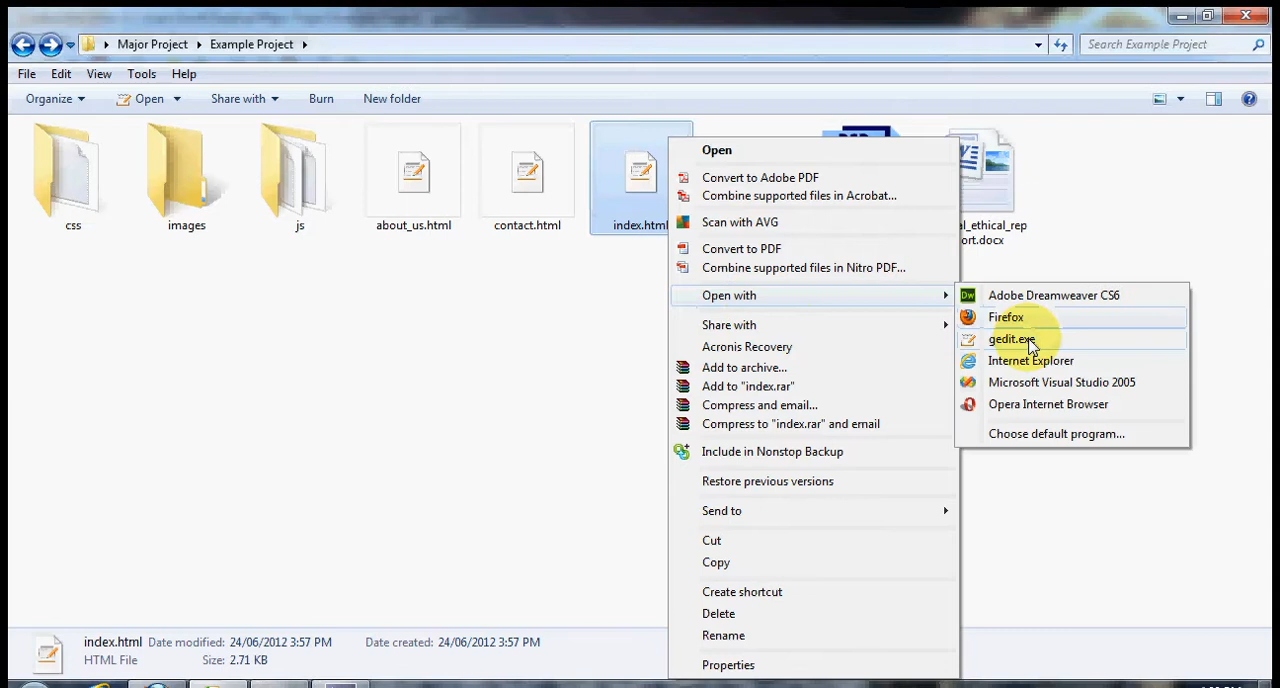 Major Project
Example Project
Search Example Project
File
Edit
View
Tools
Help
Organize
Open
Share with
Burn
New folder
css
images
js
about_us.html
contact.html
index.html
al_ethical_rep
ort.docx
Open
Convert to Adobe PDF
Combine supported files in Acrobat...
Scan with AVG
Convert to PDF
Combine supported files in Nitro PDF...
Open with
Share with
Acronis Recovery
Add to archive...
Add to "index.rar"
Compress and email...
Compress to "index.rar" and email
Include in Nonstop Backup
Restore previous versions
Send to
Cut
Copy
Create shortcut
Delete
Rename
Properties
Dw
Adobe Dreamweaver CS6
Firefox
gedit.exe
Internet Explorer
Microsoft Visual Studio 2005
Opera Internet Browser
Choose default program...
index.html Date modified: 24/06/2012 3:57 PM Date created: 24/06/2012 3:57 PM
HTML File Size: 2.71 KB